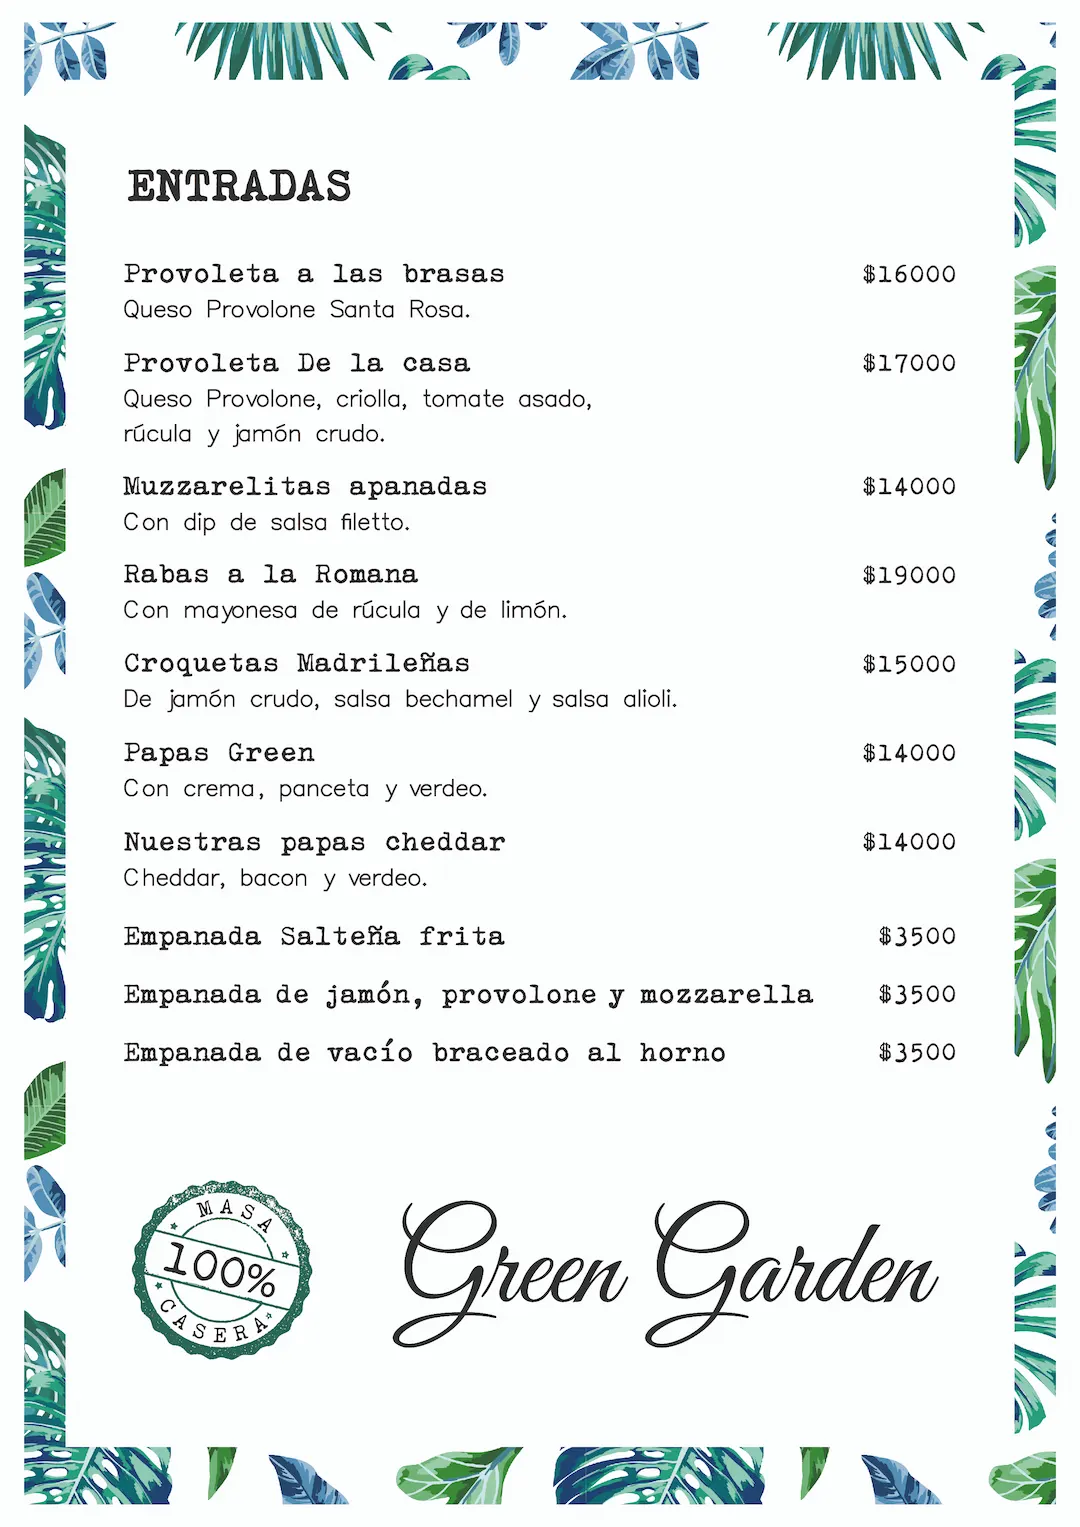 ENTRADAS
Provoleta a las brasas $16000
Queso Provolone Santa Rosa.
Provoleta De la casa $17000
Queso Provolone, criolla, tomate asado,
rúcula y jamón crudo.
Muzzarelitas apanadas $14000
Con dip de salsa filetto.
Rabas a la Romana $19000
Con mayonesa de rúcula y de limón.
Croquetas Madrileñas $15000
De jamón crudo, salsa bechamel y salsa alioli.
Papas Green $14000
Con crema, panceta y verdeo.
Nuestras papas cheddar $14000
Cheddar, bacon y verdeo.
Empanada Salteña frita $3500
Empanada de jamón, provolone y mozzarella $3500
Empanada de vacío braceado al horno $3500
MASA
100%
CASERA
Green Garden